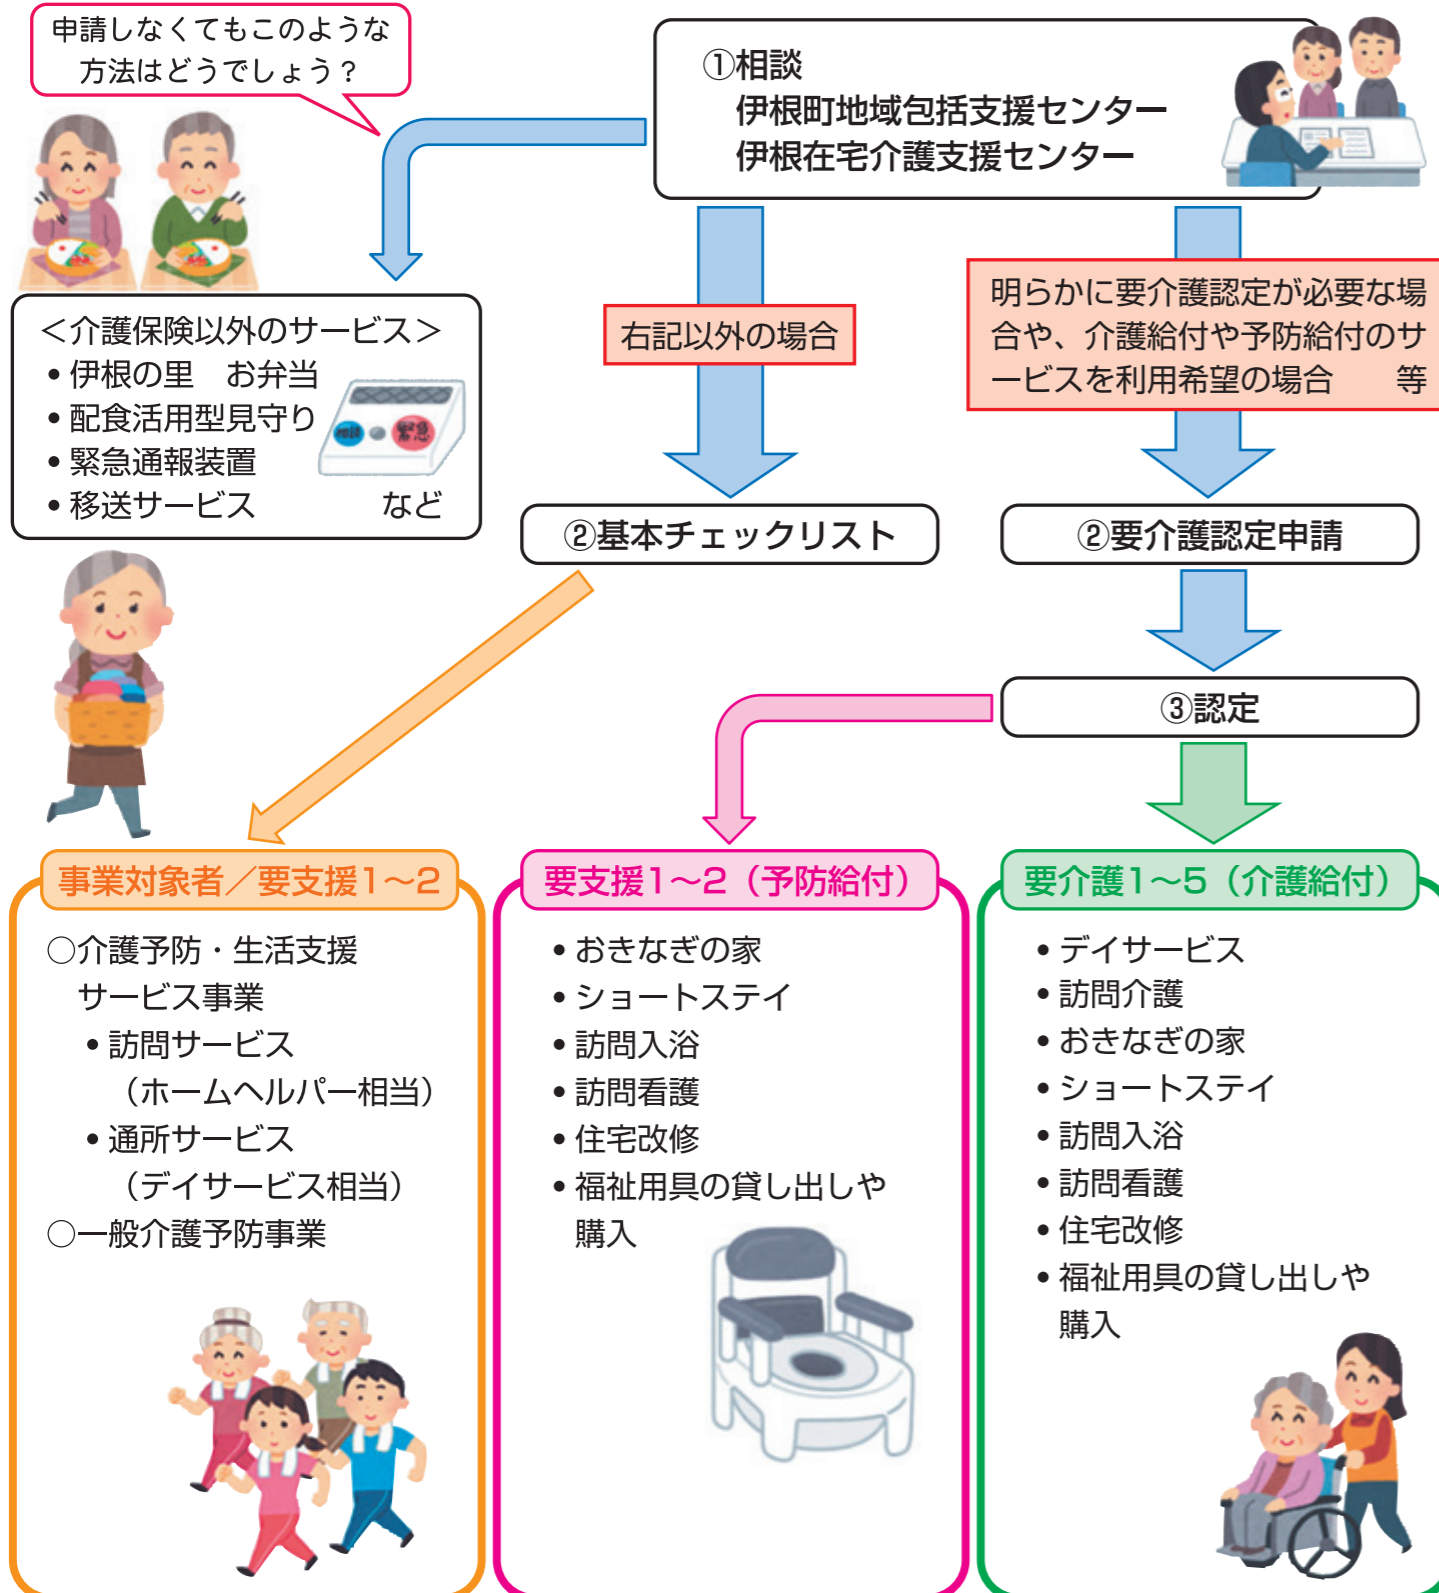 申請しなくてもこのような
方法はどうでしょう？
①相談
伊根町地域包括支援センター
伊根在宅介護支援センター
＜介護保険以外のサービス＞
•伊根の里　お弁当
•配食活用型見守り
•緊急通報装置
•移送サービス　　　　など
相談
緊急
右記以外の場合
明らかに要介護認定が必要な場
合や、介護給付や予防給付のサ
ービスを利用希望の場合　　等
②基本チェックリスト
②要介護認定申請
③認定
事業対象者／要支援1～2
○介護予防・生活支援
サービス事業
•訪問サービス
（ホームヘルパー相当）
•通所サービス
（デイサービス相当）
○一般介護予防事業
要支援1～2（予防給付）
•おきなぎの家
•ショートステイ
•訪問入浴
•訪問看護
•住宅改修
•福祉用具の貸し出しや
購入
要介護1～5（介護給付）
•デイサービス
•訪問介護
•おきなぎの家
•ショートステイ
•訪問入浴
•訪問看護
•住宅改修
•福祉用具の貸し出しや
購入